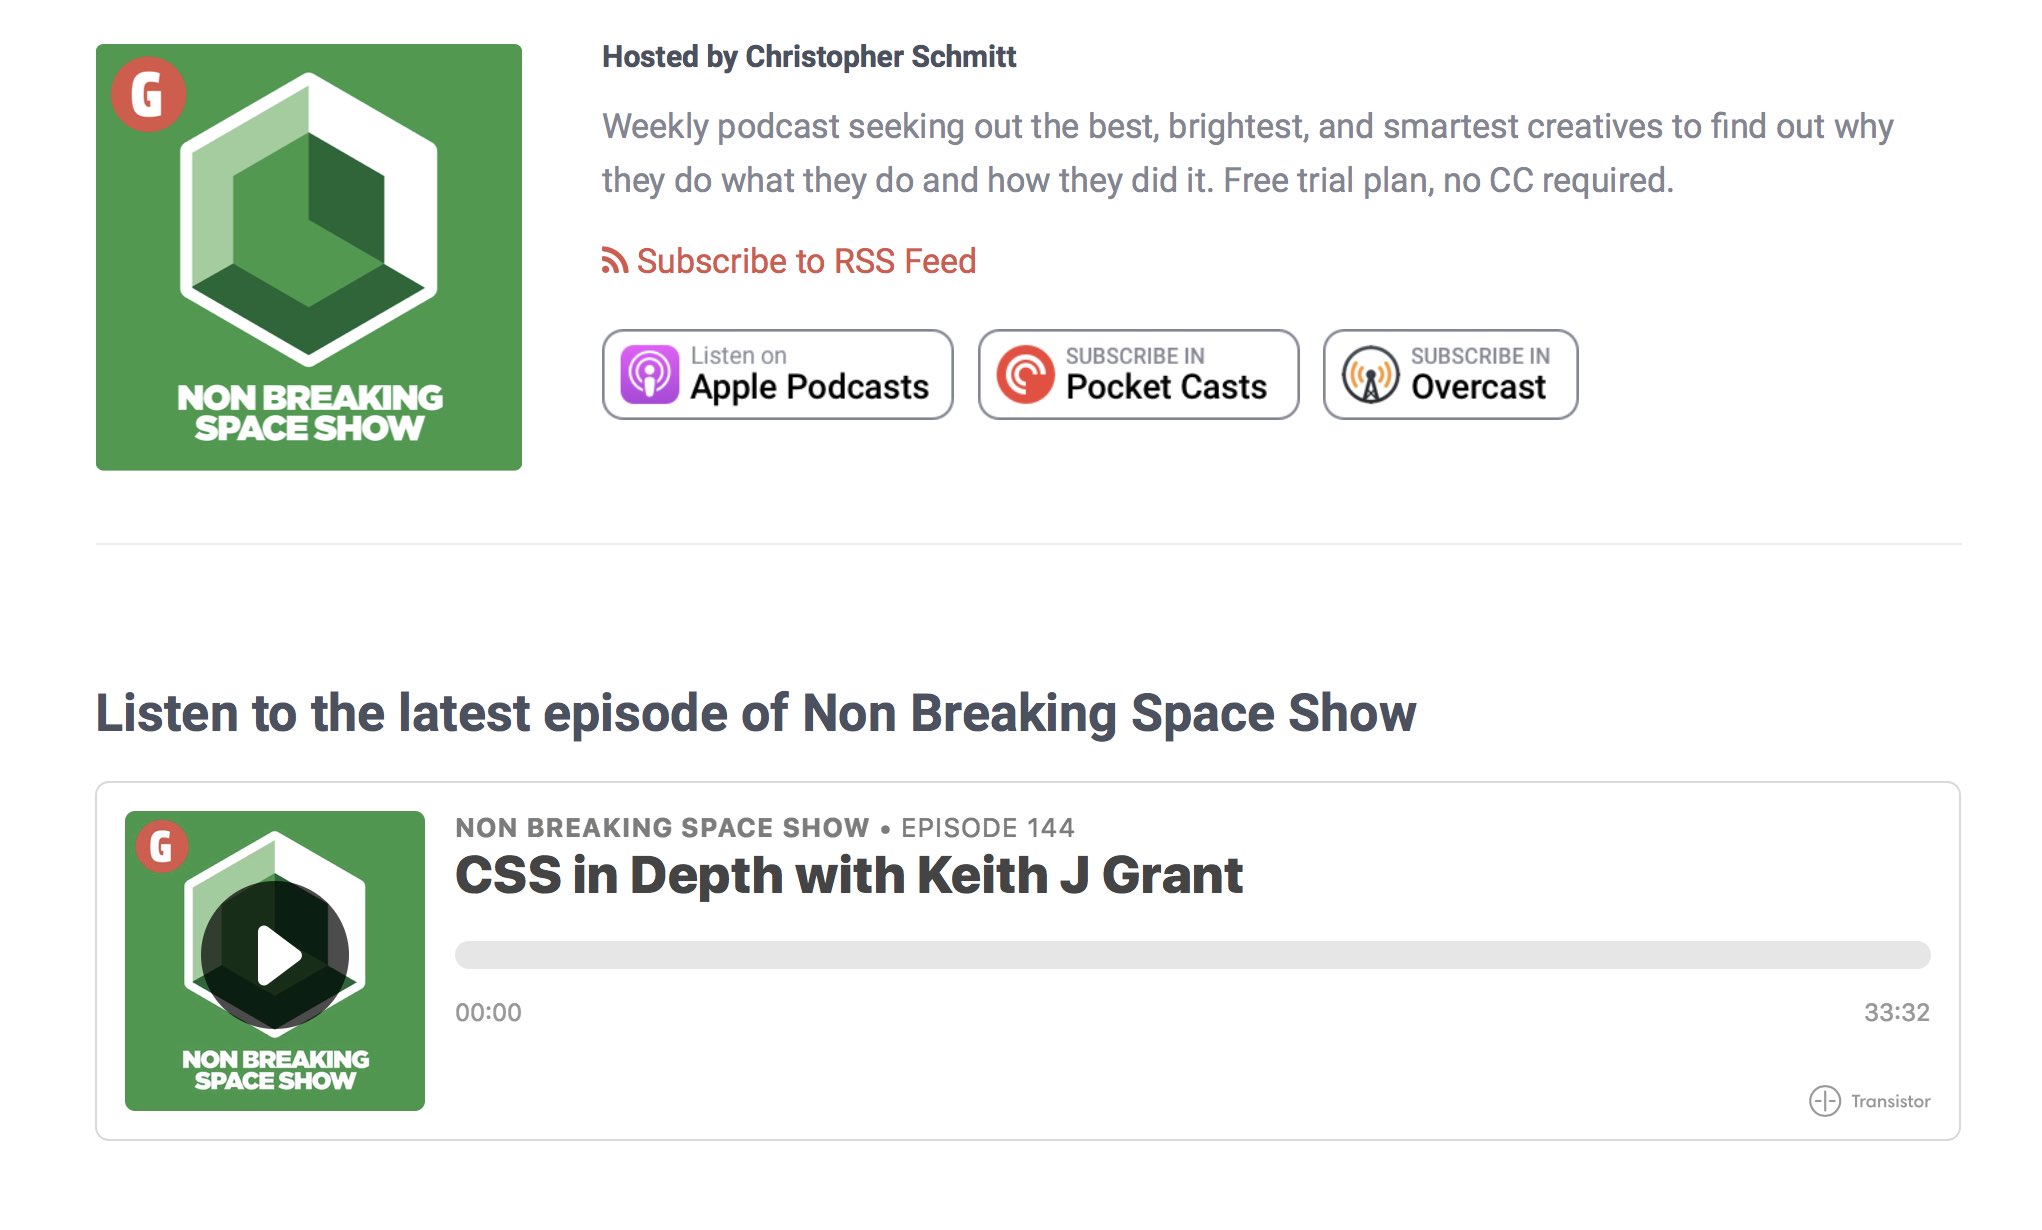 G
NON BREAKING
SPACE SHOW
Hosted by Christopher Schmitt
Weekly podcast seeking out the best, brightest, and smartest creatives to find out why
they do what they do and how they did it. Free trial plan, no CC required.
Subscribe to RSS Feed
Listen on
Apple Podcasts
SUBSCRIBE IN
Pocket Casts
SUBSCRIBE IN
Overcast
Listen to the latest episode of Non Breaking Space Show
G
NON BREAKING
SPACE SHOW
NON BREAKING SPACE SHOW • EPISODE 144
CSS in Depth with Keith J Grant
00:00
33:32
Transistor